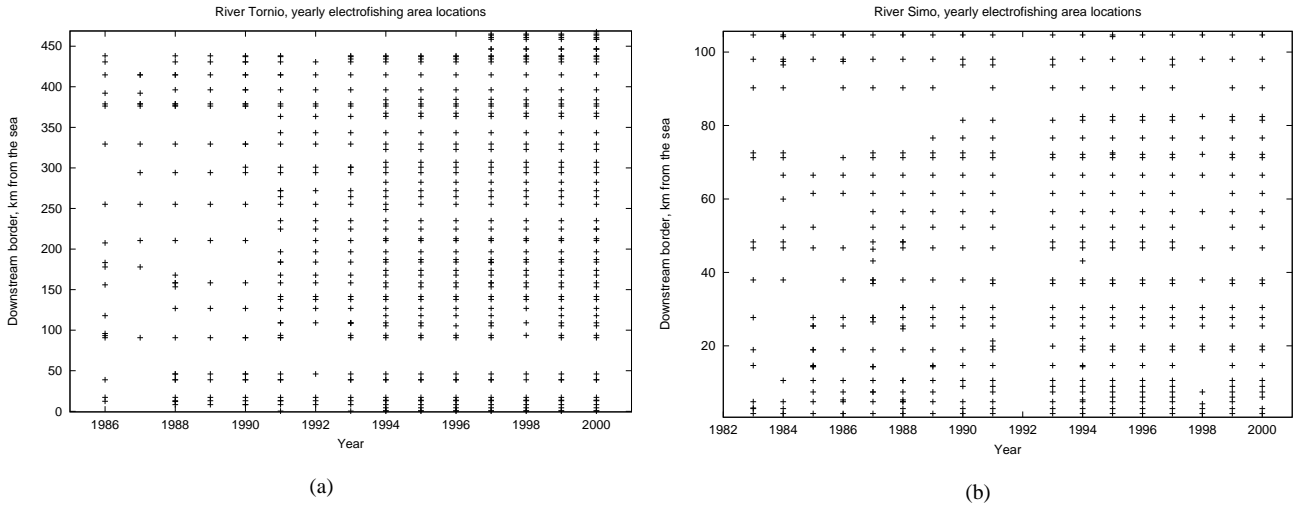 River Tornio, yearly electrofishing area locations
Downstream border, km from the sea
450
400
350
300
250
200
150
100
50
0
1986 1988 1990 1992 1994 1996 1998 2000
Year
(a)
River Simo, yearly electrofishing area locations
Downstream border, km from the sea
100
80
60
40
20
1982 1984 1986 1988 1990 1992 1994 1996 1998 2000
Year
(b)